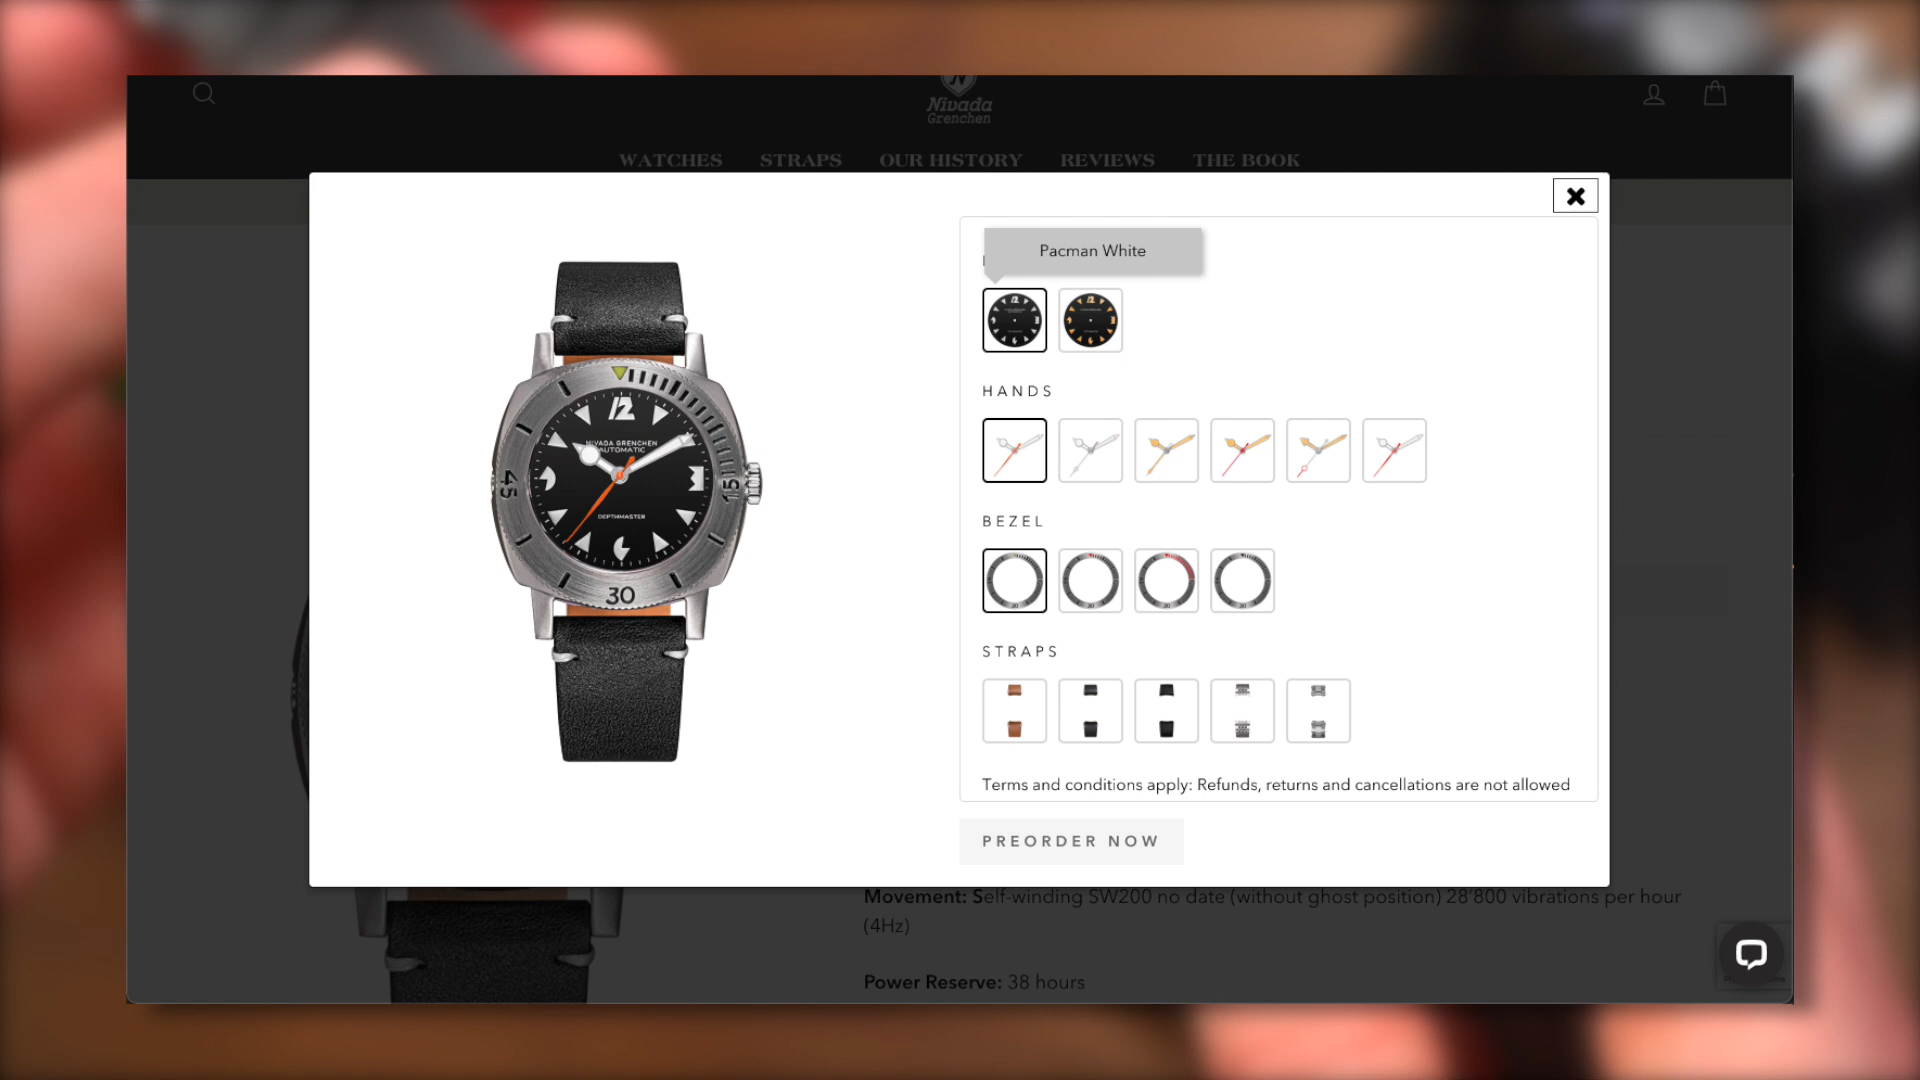 Nivada
Grenchen
WATCHES STRAPS OUR HISTORY REVIEWS THE BOOK
Pacman White
12
NIVADA GRENCHEN
AUTOMATIC
45
15
DEPTHMASTER
30
HANDS
BEZEL
STRAPS
Terms and conditions apply: Refunds, returns and cancellations are not allowed
PREORDER NOW
Movement: Self-winding SW200 no date (without ghost position) 28'800 vibrations per hour
(4Hz)
Power Reserve: 38 hours